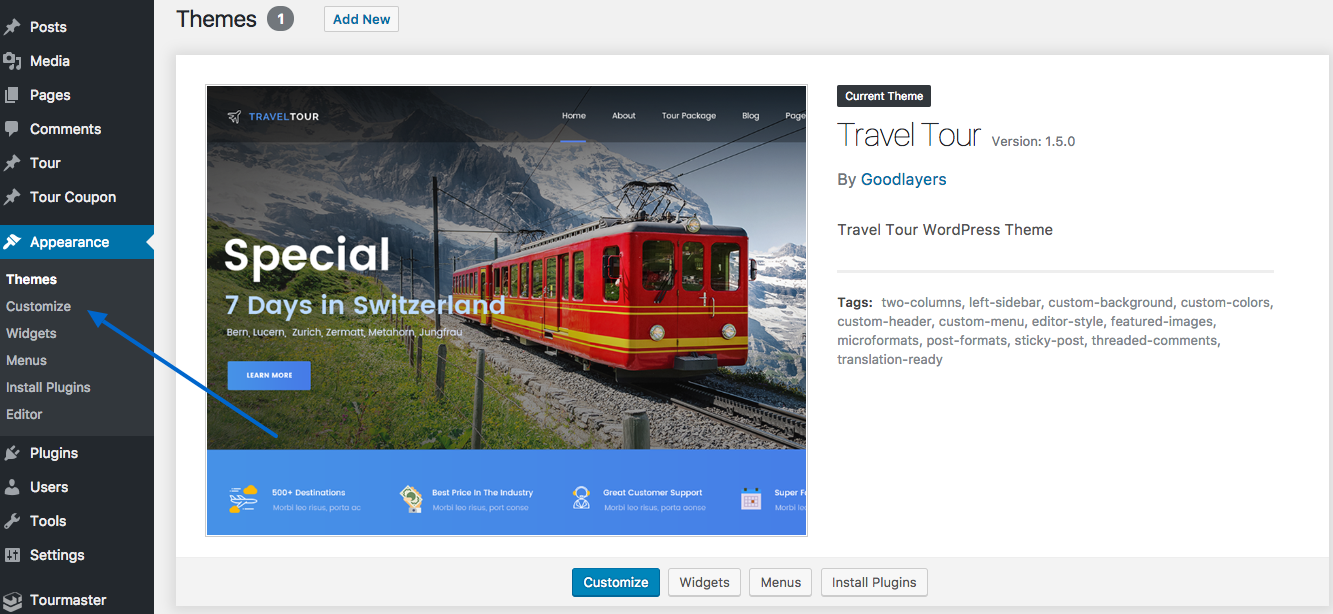 Posts
Media
Pages
Comments
Tour
Tour Coupon
Appearance
Themes
Customize
Widgets
Menus
Install Plugins
Editor
Plugins
Users
Tools
Settings
Tourmaster
Themes 1 Add New
TRAVELTOUR Home About Tour Package Blog Page
Special
7 Days in Switzerland
Bern, Lucern, Zurich, Zermatt, Metahorn, Jungfrau
LEARN MORE
500+ Destinations Best Price In The Industry Great Customer Support Super F
Morbi leo risus, porta ac Morbi leo risus, port conse Morbi leo risus, porta aonse Morbi le
Current Theme
Travel Tour Version: 1.5.0
By Goodlayers
Travel Tour WordPress Theme
Tags: two-columns, left-sidebar, custom-background, custom-colors,
custom-header, custom-menu, editor-style, featured-images,
microformats, post-formats, sticky-post, threaded-comments,
translation-ready
Customize Widgets Menus Install Plugins